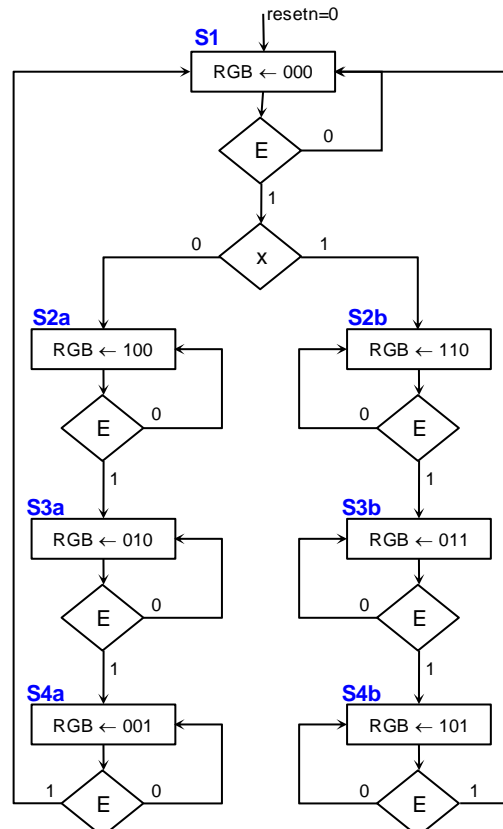 resetn=0
S1
RGB ← 000
E
0
1
x
0
1
S2a
RGB ← 100
E
0
1
S2b
RGB ← 110
0
E
1
S3a
RGB ← 010
E
0
1
S3b
RGB ← 011
0
E
1
S4a
RGB ← 001
1
E
0
S4b
RGB ← 101
0
E
1